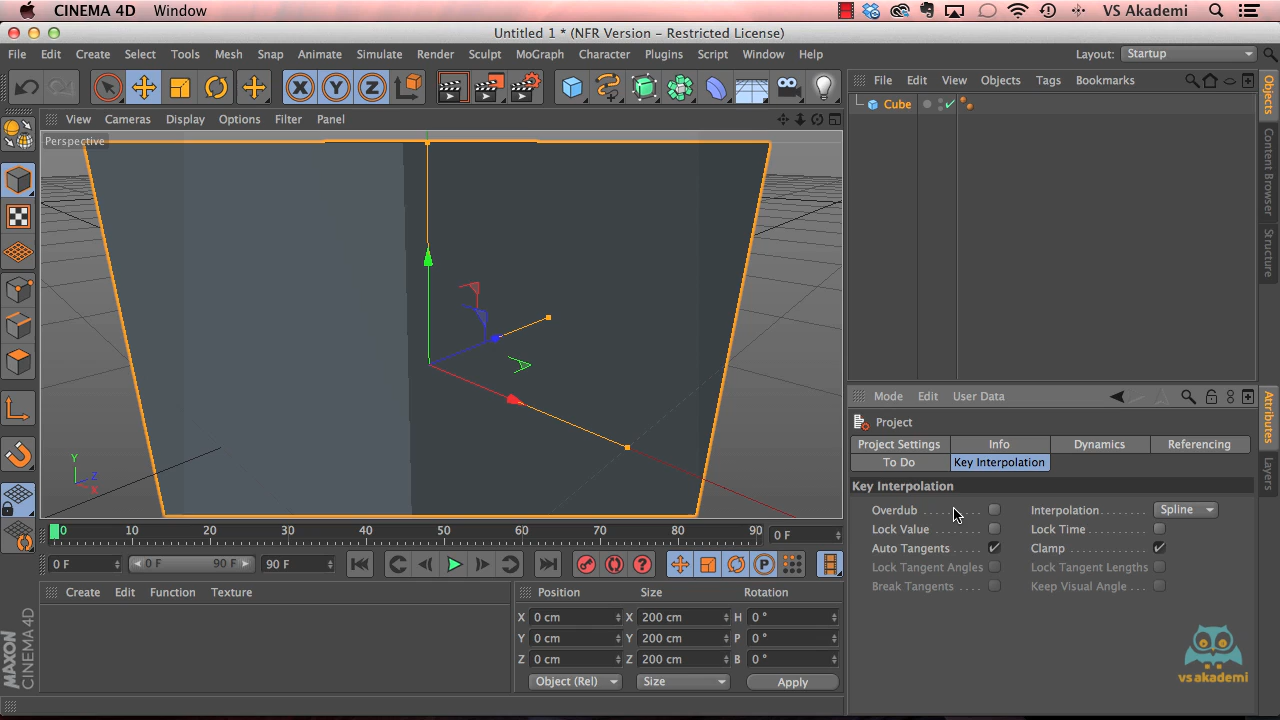 CINEMA 4D Window VS Akademi
Untitled 1 * (NFR Version - Restricted License)
File Edit Create Select Tools Mesh Snap Animate Simulate Render Sculpt MoGraph Character Plugins Script Window Help Layout: Startup
X Y Z
File Edit View Objects Tags Bookmarks
Cube
View Cameras Display Options Filter Panel
Perspective
Objects
Content Browser
Structure
Mode Edit User Data
Attributes
Layers
Project
Project Settings Info Dynamics Referencing
To Do Key Interpolation
Key Interpolation
Overdub Interpolation Spline
Lock Value Lock Time
Auto Tangents Clamp
Lock Tangent Angles Lock Tangent Lengths
Break Tangents Keep Visual Angle
Y
Z
X
0 10 20 30 40 50 60 70 80 90 0 F
0 F 0 F 90 F 90 F
P
Create Edit Function Texture
Position Size Rotation
X 0 cm X 200 cm H 0 °
Y 0 cm Y 200 cm P 0 °
Z 0 cm Z 200 cm B 0 °
Object (Rel) Size Apply
MAXON
CINEMA 4D
vs akademi